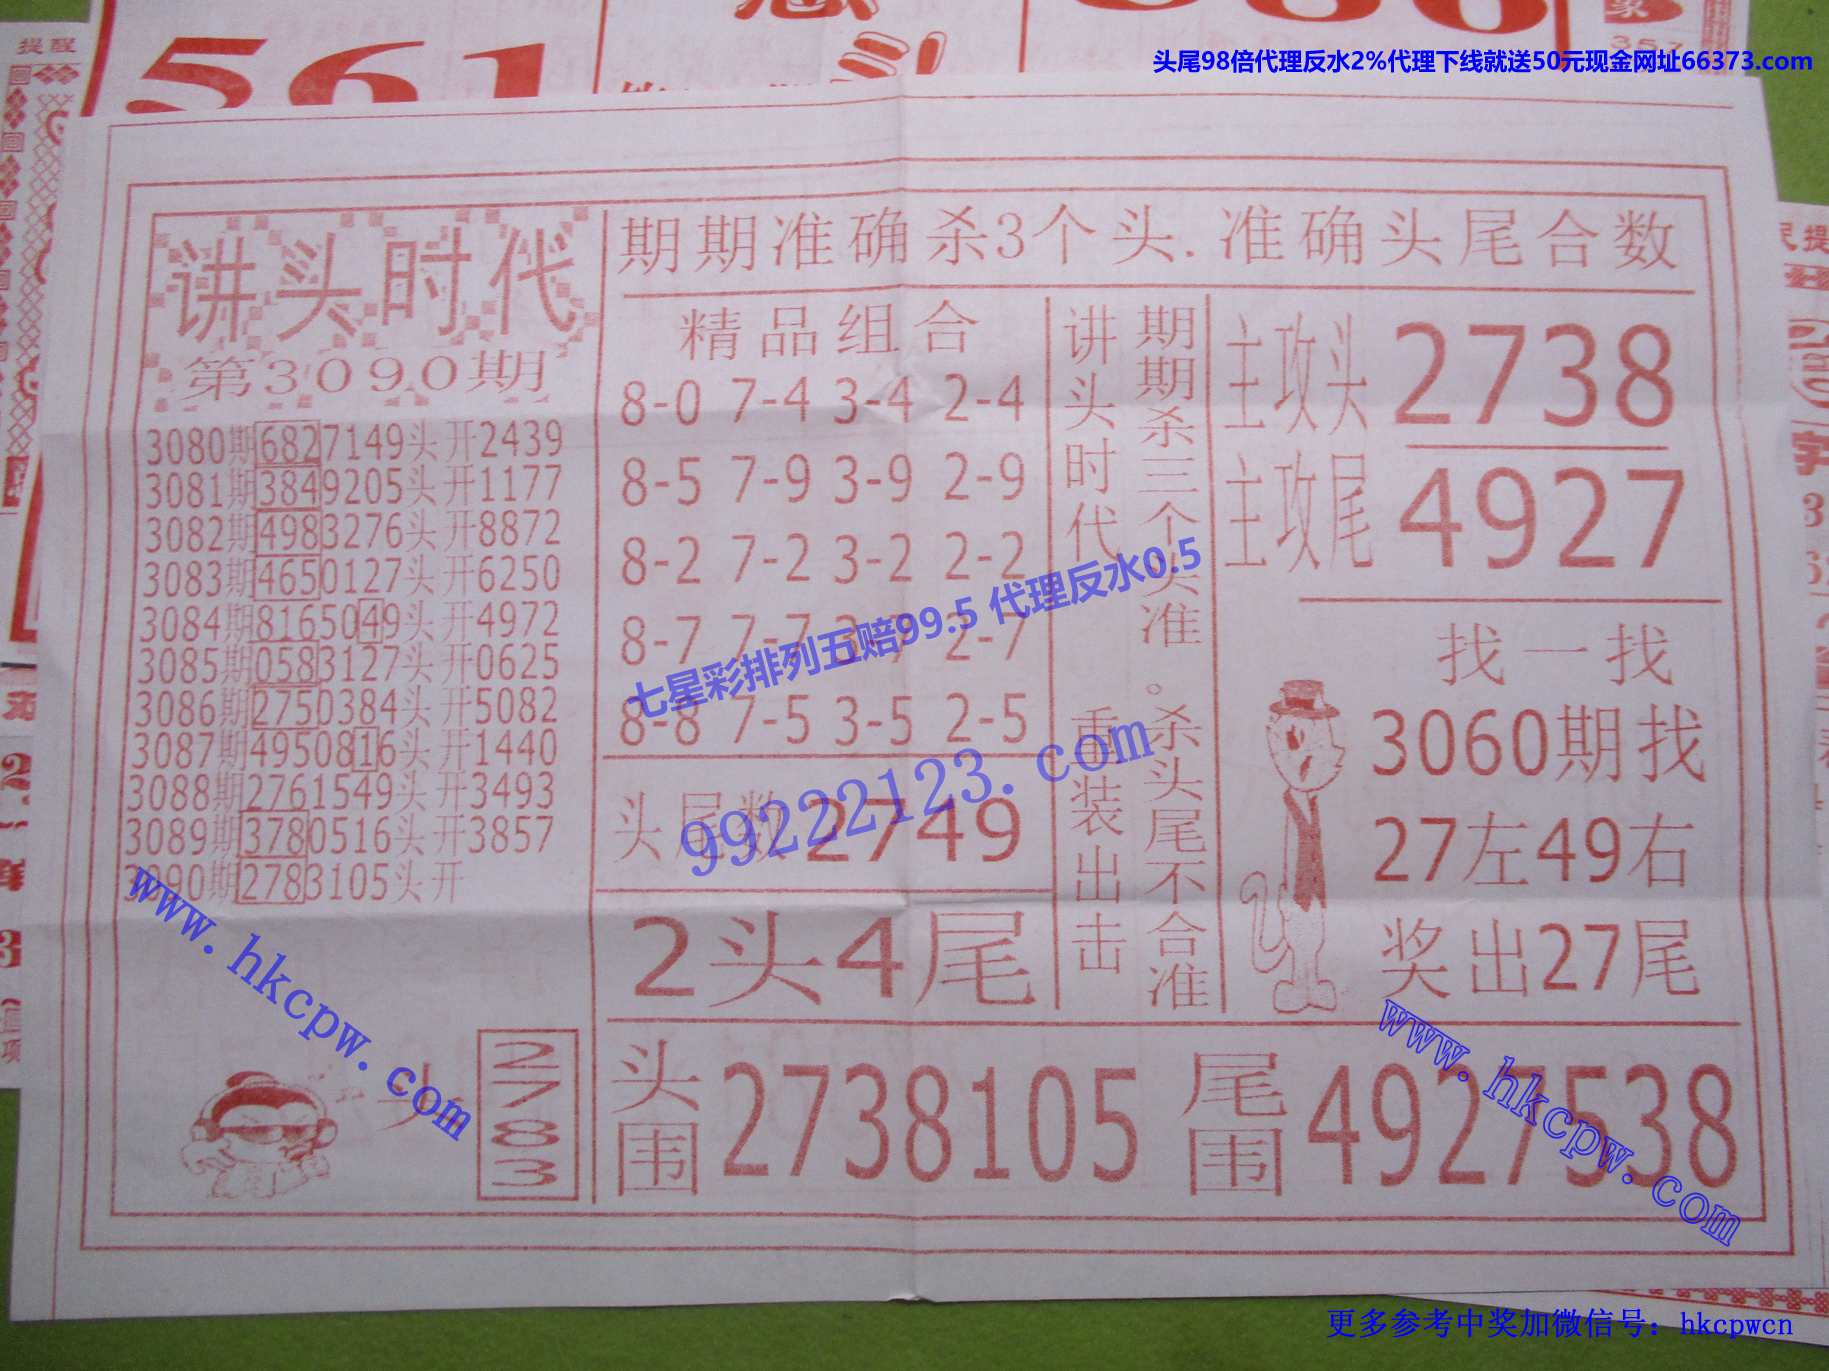 提醒
561
357
头尾98倍代理反水2%代理下线就送50元现金网址66373.com
讲头时代
第3090期
3080期6827149头开2439
3081期3849205头开1177
3082期4983276头开8872
3083期4650127头开6250
3084期8165049头开4972
3085期0583127头开0625
3086期2750384头开5082
3087期4950816头开1440
3088期2761549头开3493
3089期3780516头开3857
3090期2783105头开
2783
期期准确杀3个头.准确头尾合数
精品组合
8-0 7-4 3-4 2-4
8-5 7-9 3-9 2-9
8-2 7-2 3-2 2-2
8-7 7-7 3-7 2-7
8-8 7-5 3-5 2-5
头尾数2749
2头4尾
讲头时代 重装出击
期期杀三个头准。杀头尾不合准
主攻头 2738
主攻尾 4927
找一找
3060期找
27左49右
奖出27尾
头围 2738105
尾围 4927538
七星彩排列五赔99.5 代理反水0.5
99222123.com
www.hkcpw.com
www.hkcpw.com
更多参考中奖加微信号：hkcpwcn